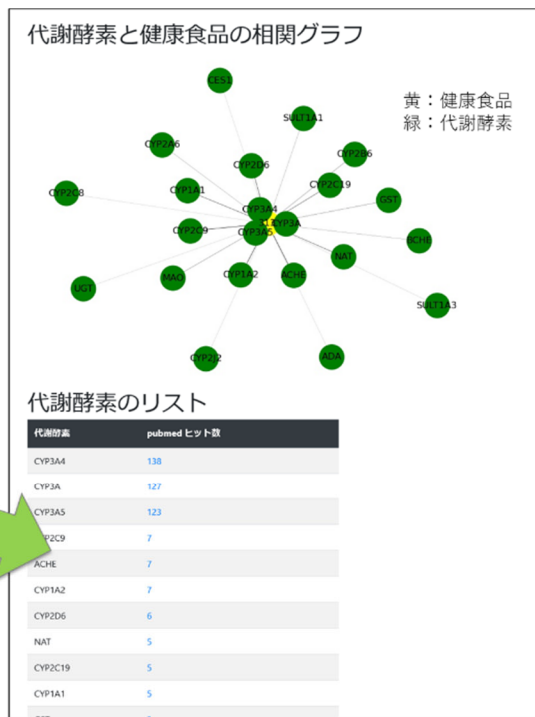 代謝酵素と健康食品の相関グラフ
黄：健康食品
緑：代謝酵素
CES1
SULT1A1
CYP2A6
CYP2B6
CYP2D6
CYP2C8
CYP1A1
CYP2C19
GST
CYP3A4
CYP3A
CYP2C9
CYP3A5
BCHE
NAT
UGT
MAO
CYP1A2
ACHE
SULT1A3
CYP2J2
ADA
代謝酵素のリスト
代謝酵素 pubmed ヒット数
CYP3A4 138
CYP3A 127
CYP3A5 123
P2C9 7
ACHE 7
CYP1A2 7
CYP2D6 6
NAT 5
CYP2C19 5
CYP1A1 5